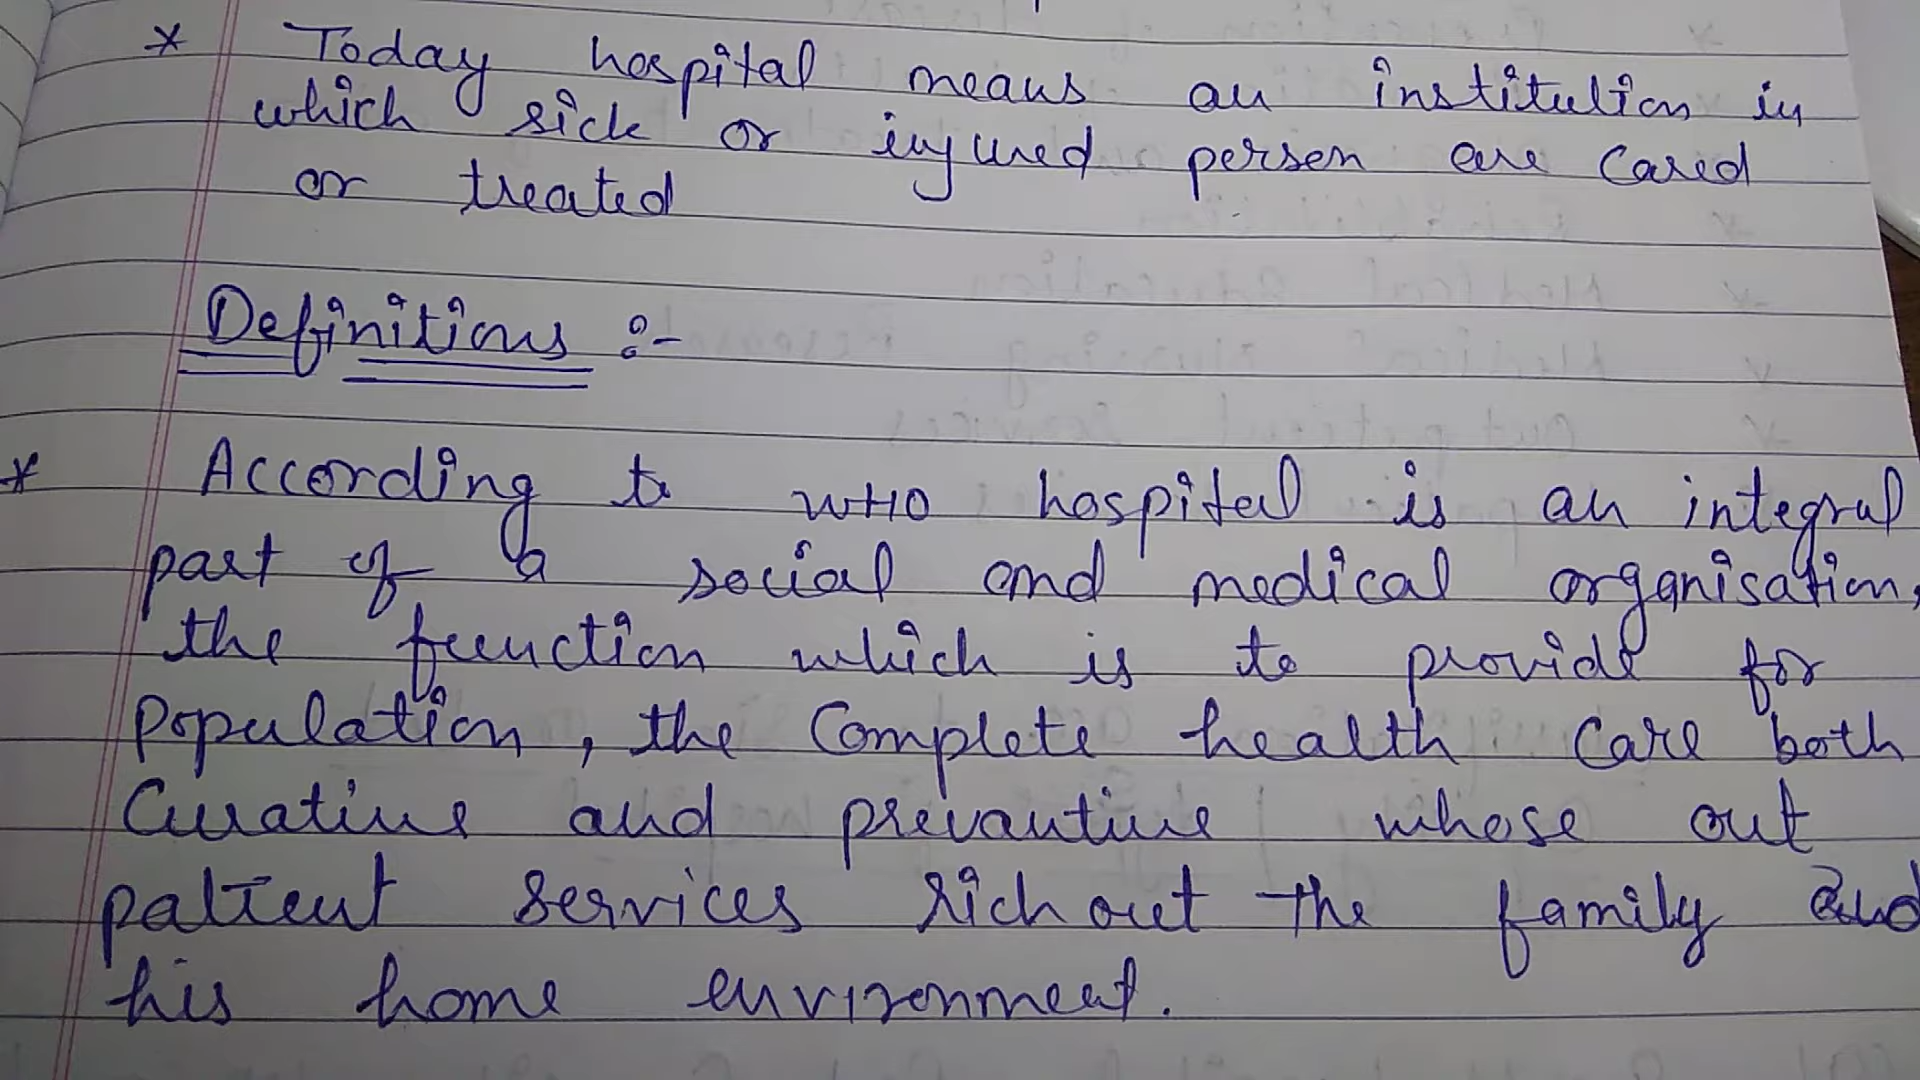 * Today hospital means an institution in
which sick or injured person are cared
or treated
Definitions :-
* According to WHO hospital is an integral
part of a social and medical organisation,
the function which is to provide for
population, the complete health care both
curative and prevantive whose out
patient services rich out the family and
his home environment.